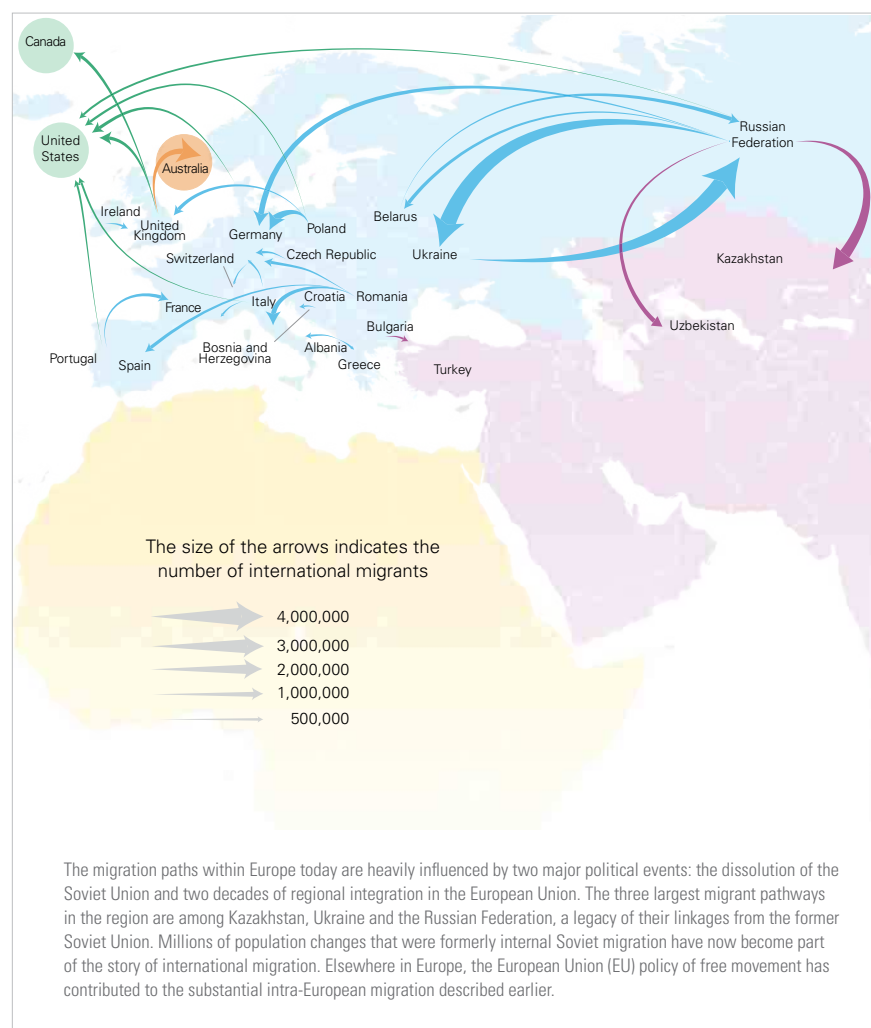 Canada
United
States
Australia
Russian
Federation
Ireland
United
Kingdom
Germany
Poland
Belarus
Ukraine
Switzerland
Czech Republic
Kazakhstan
France
Italy
Croatia
Romania
Bulgaria
Uzbekistan
Portugal
Spain
Bosnia and
Herzegovina
Albania
Greece
Turkey
The size of the arrows indicates the
number of international migrants
4,000,000
3,000,000
2,000,000
1,000,000
500,000
The migration paths within Europe today are heavily influenced by two major political events: the dissolution of the
Soviet Union and two decades of regional integration in the European Union. The three largest migrant pathways
in the region are among Kazakhstan, Ukraine and the Russian Federation, a legacy of their linkages from the former
Soviet Union. Millions of population changes that were formerly internal Soviet migration have now become part
of the story of international migration. Elsewhere in Europe, the European Union (EU) policy of free movement has
contributed to the substantial intra-European migration described earlier.